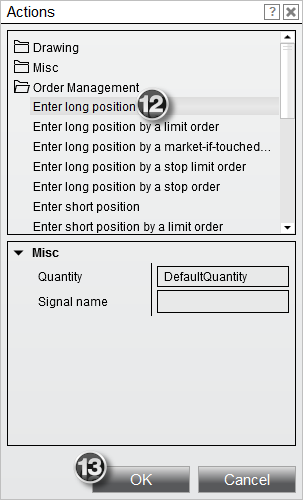 Actions ? X
Drawing
Misc
Order Management
Enter long position 12
Enter long position by a limit order
Enter long position by a market-if-touched...
Enter long position by a stop limit order
Enter long position by a stop order
Enter short position
Enter short position by a limit order
Misc
Quantity DefaultQuantity
Signal name
13 OK Cancel